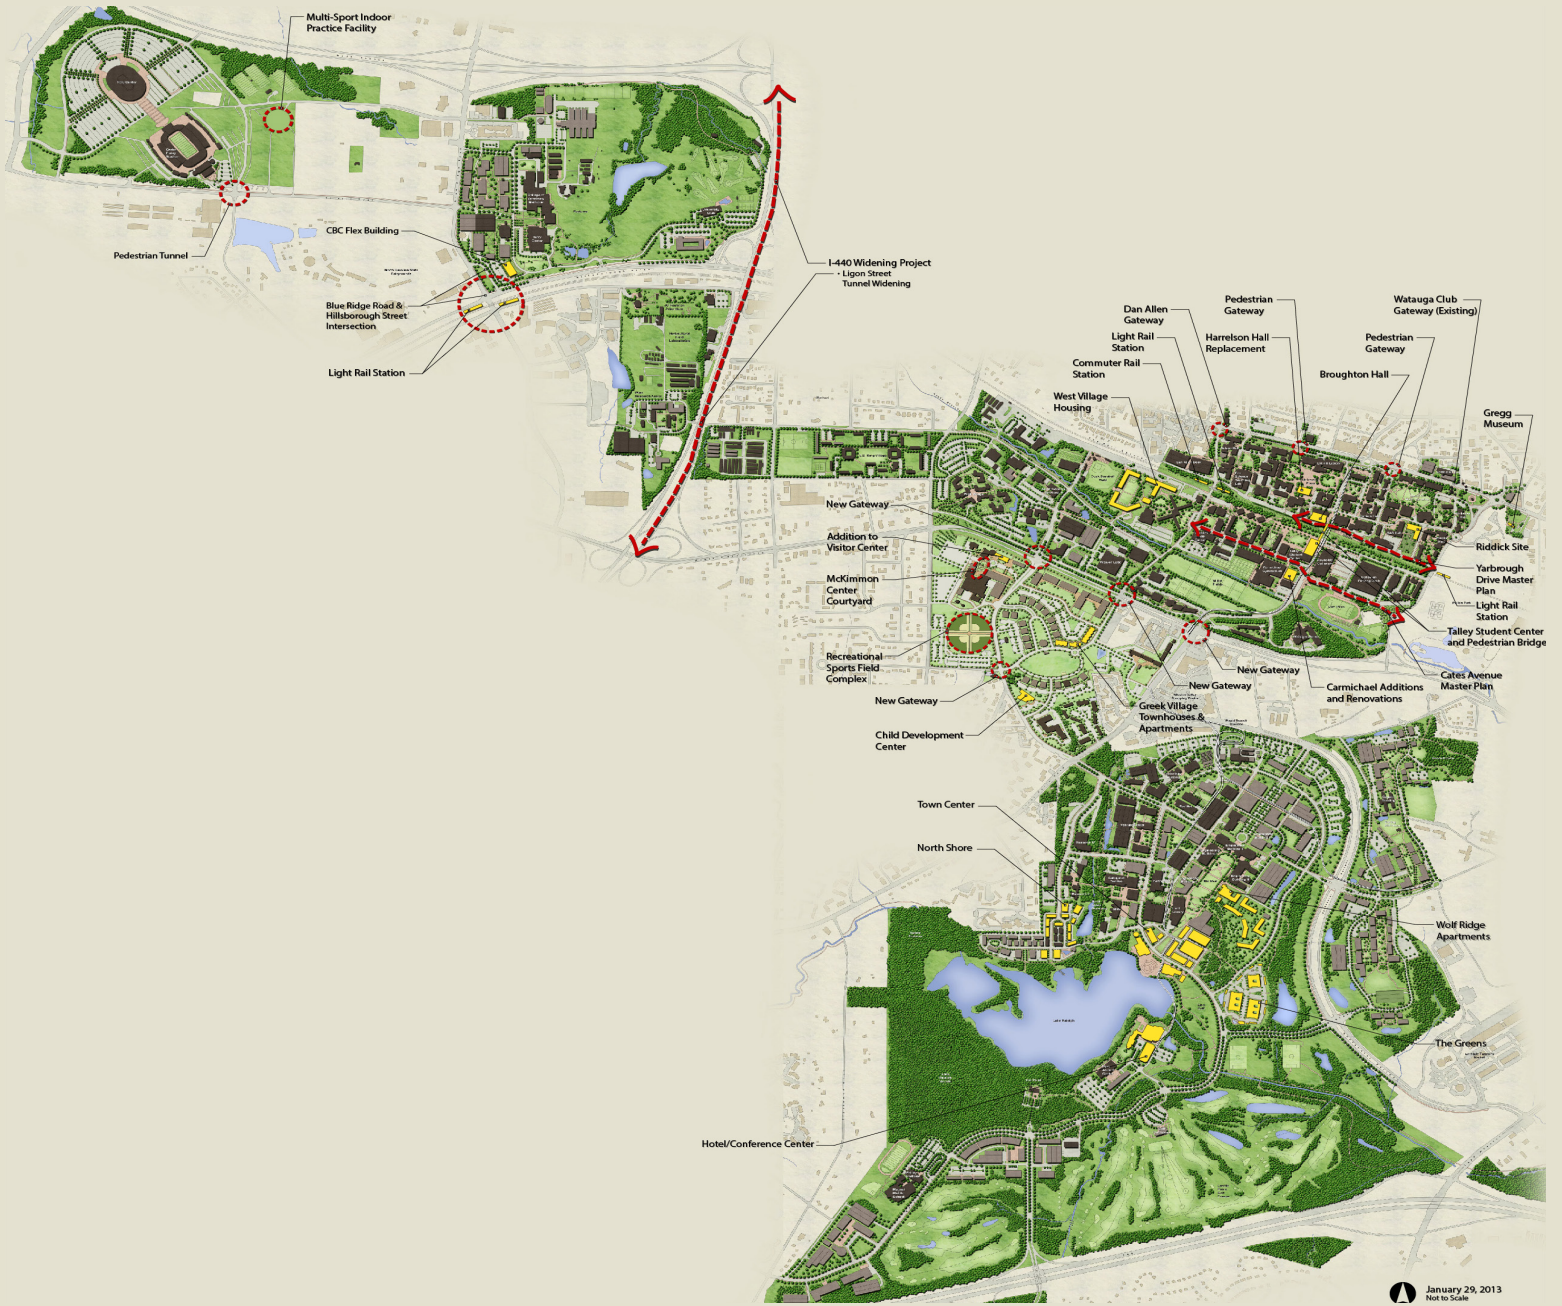 Multi-Sport Indoor
Practice Facility
Pedestrian Tunnel
CBC Flex Building
Blue Ridge Road &
Hillsborough Street
Intersection
Light Rail Station
I-440 Widening Project
• Ligon Street
Tunnel Widening
Pedestrian
Gateway
Watauga Club
Gateway (Existing)
Dan Allen
Gateway
Light Rail
Station
Harrelson Hall
Replacement
Pedestrian
Gateway
Commuter Rail
Station
Broughton Hall
West Village
Housing
Gregg
Museum
New Gateway
Addition to
Visitor Center
McKimmon
Center
Courtyard
Recreational
Sports Field
Complex
New Gateway
Child Development
Center
Riddick Site
Yarbrough
Drive Master
Plan
Light Rail
Station
Talley Student Center
and Pedestrian Bridge
Cates Avenue
Master Plan
New Gateway
New Gateway
Carmichael Additions
and Renovations
Greek Village
Townhouses &
Apartments
Town Center
North Shore
Wolf Ridge
Apartments
The Greens
Hotel/Conference Center
January 29, 2013
Not to Scale